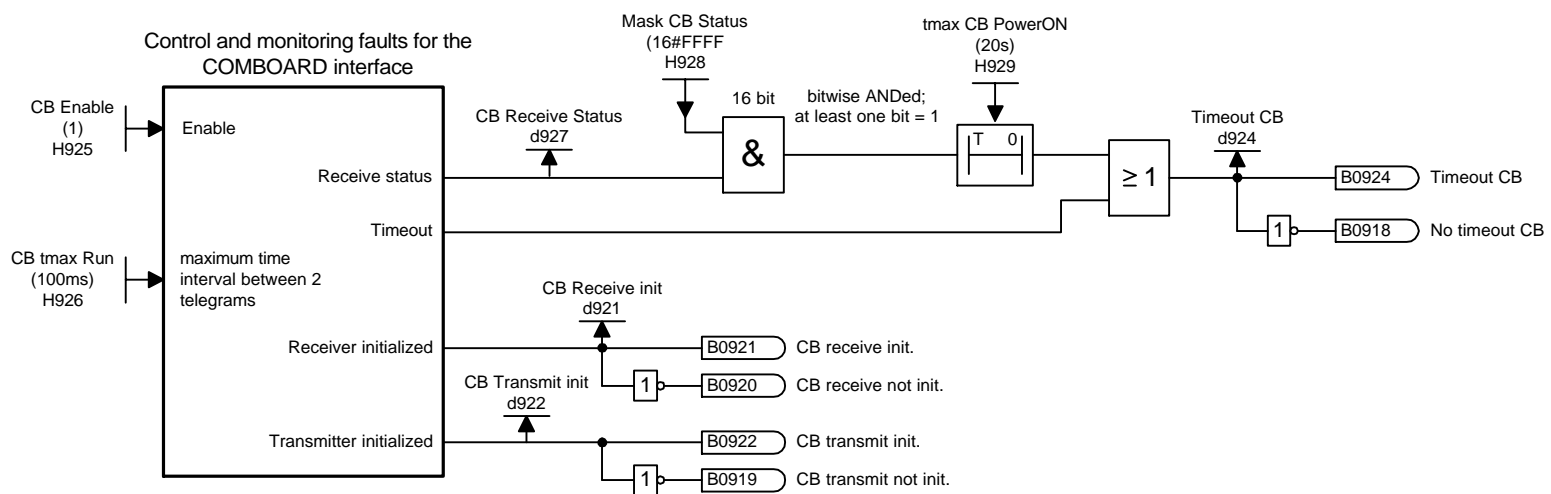 Control and monitoring faults for the
COMBOARD interface
CB Enable
(1)
H925
Enable
CB tmax Run
(100ms)
H926
maximum time
interval between 2
telegrams
Receive status
Timeout
Receiver initialized
Transmitter initialized
CB Receive Status
d927
Mask CB Status
(16#FFFF
H928
16 bit
&
bitwise ANDed;
at least one bit = 1
tmax CB PowerON
(20s)
H929
T 0
≥ 1
Timeout CB
d924
B0924 Timeout CB
1 B0918 No timeout CB
CB Receive init
d921
B0921 CB receive init.
1 B0920 CB receive not init.
CB Transmit init
d922
B0922 CB transmit init.
1 B0919 CB transmit not init.